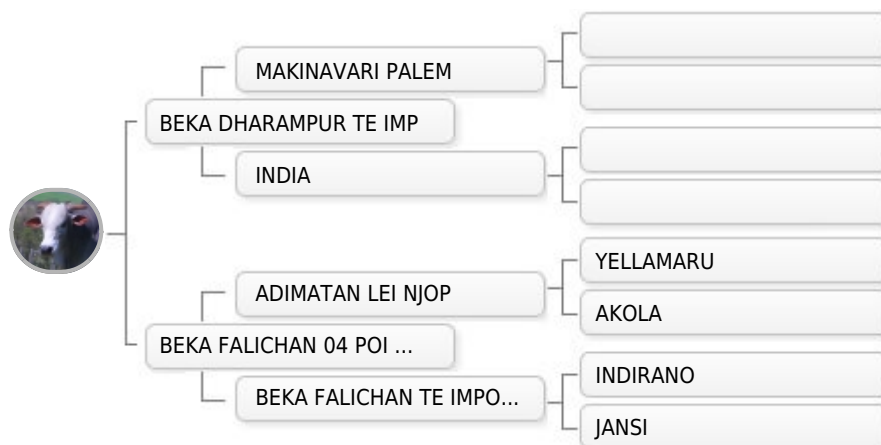 MAKINAVARI PALEM
BEKA DHARAMPUR TE IMP
INDIA
YELLAMARU
ADIMATAN LEI NJOP
AKOLA
BEKA FALICHAN 04 POI ...
INDIRANO
BEKA FALICHAN TE IMPO...
JANSI